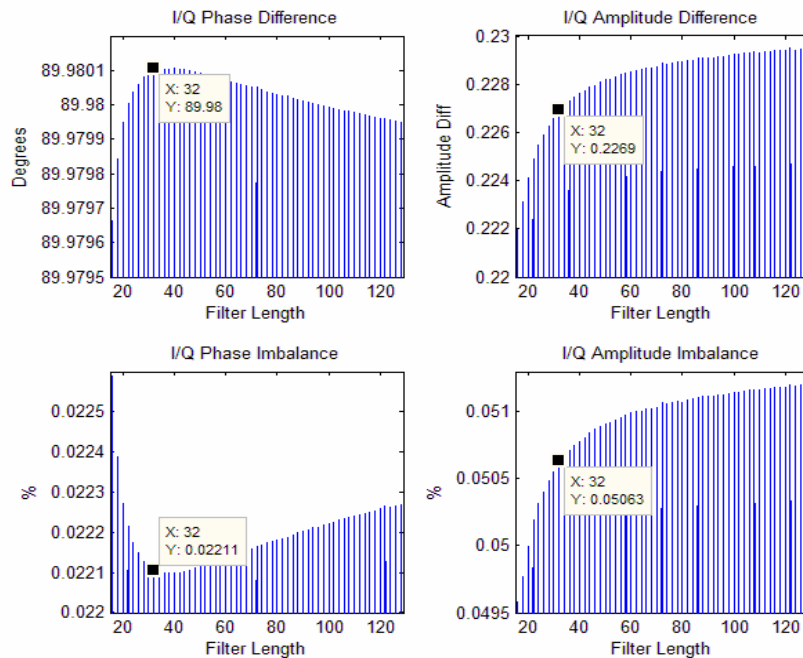 I/Q Phase Difference
89.9801
89.98
89.9799
89.9798
89.9797
89.9796
89.9795
Degrees
X: 32
Y: 89.98
20 40 60 80 100 120
Filter Length
I/Q Amplitude Difference
0.23
0.228
0.226
0.224
0.222
0.22
Amplitude Diff
X: 32
Y: 0.2269
20 40 60 80 100 120
Filter Length
I/Q Phase Imbalance
0.0225
0.0224
0.0223
0.0222
0.0221
0.022
%
X: 32
Y: 0.02211
20 40 60 80 100 120
Filter Length
I/Q Amplitude Imbalance
0.051
0.0505
0.05
0.0495
%
X: 32
Y: 0.05063
20 40 60 80 100 120
Filter Length